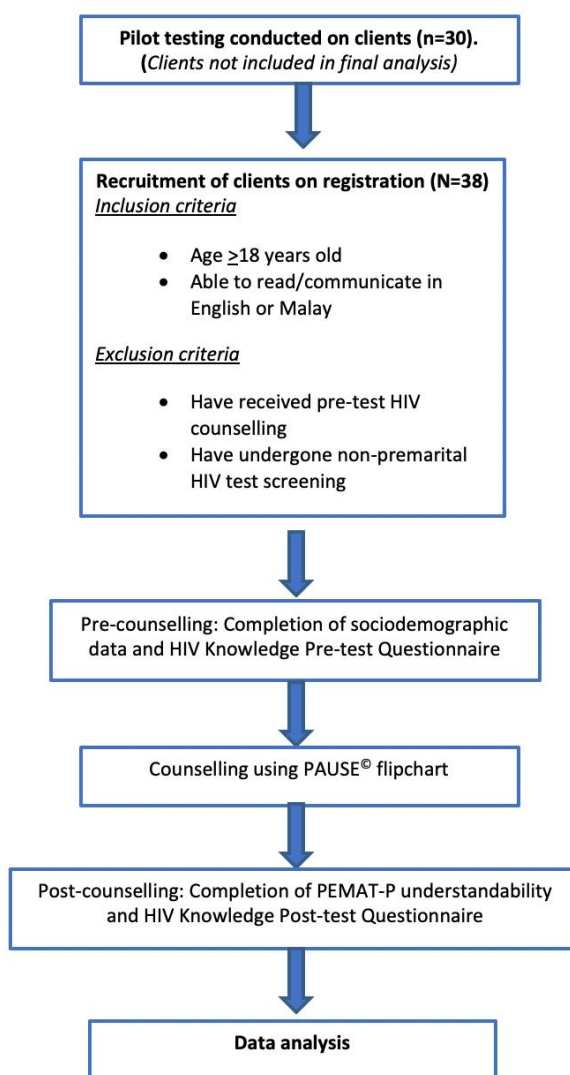 Pilot testing conducted on clients (n=30).
(Clients not included in final analysis)
Recruitment of clients on registration (N=38)
Inclusion criteria
• Age ≥18 years old
• Able to read/communicate in
English or Malay
Exclusion criteria
• Have received pre-test HIV
counselling
• Have undergone non-premarital
HIV test screening
Pre-counselling: Completion of sociodemographic
data and HIV Knowledge Pre-test Questionnaire
Counselling using PAUSE© flipchart
Post-counselling: Completion of PEMAT-P understandability
and HIV Knowledge Post-test Questionnaire
Data analysis